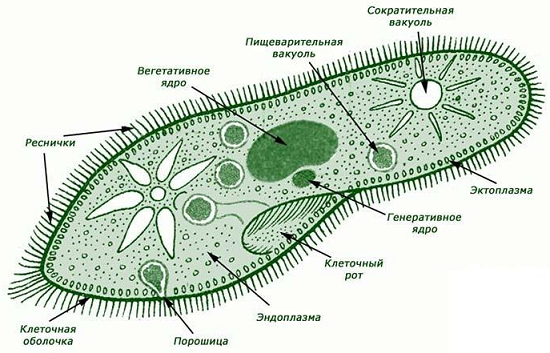 Сократительная
вакуоль
Пищеварительная
вакуоль
Вегетативное
ядро
Реснички
Эктоплазма
Генеративное
ядро
Клеточный
рот
Эндоплазма
Клеточная
оболочка
Порошица